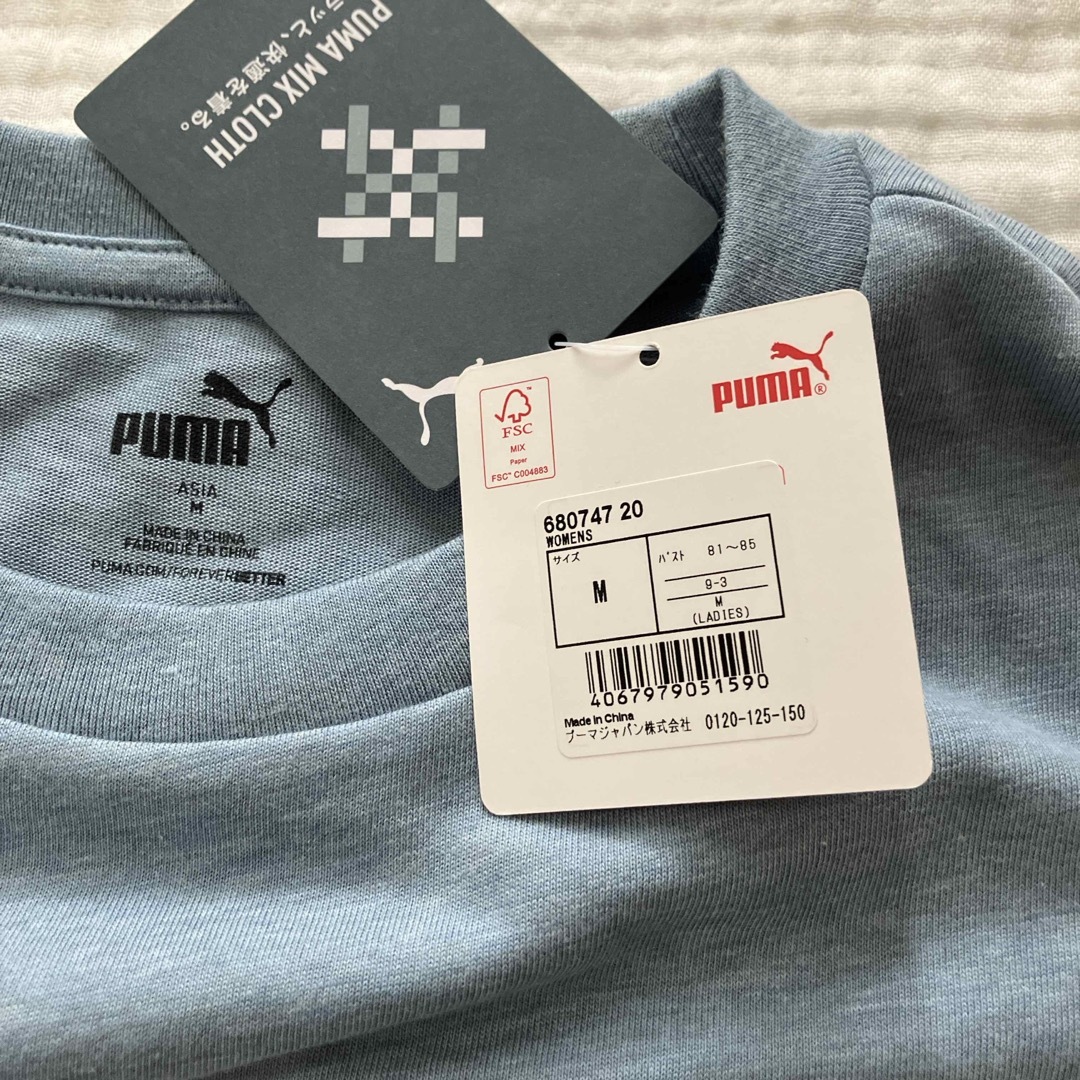 PUMA MIX CLOTH
ラッと、快適を着る。
PUMA
ASIA
M
MADE IN CHINA
FABRIQUÉ EN CHINE
PUMA.COM/FOREVERBETTER
FSC
MIX
Paper
FSC™ C004883
PUMA®
680747 20
WOMENS
サイズ
M
バスト 81〜85
9-3
M
(LADIES)
4067979051590
Made in China
プーマジャパン株式会社 0120-125-150